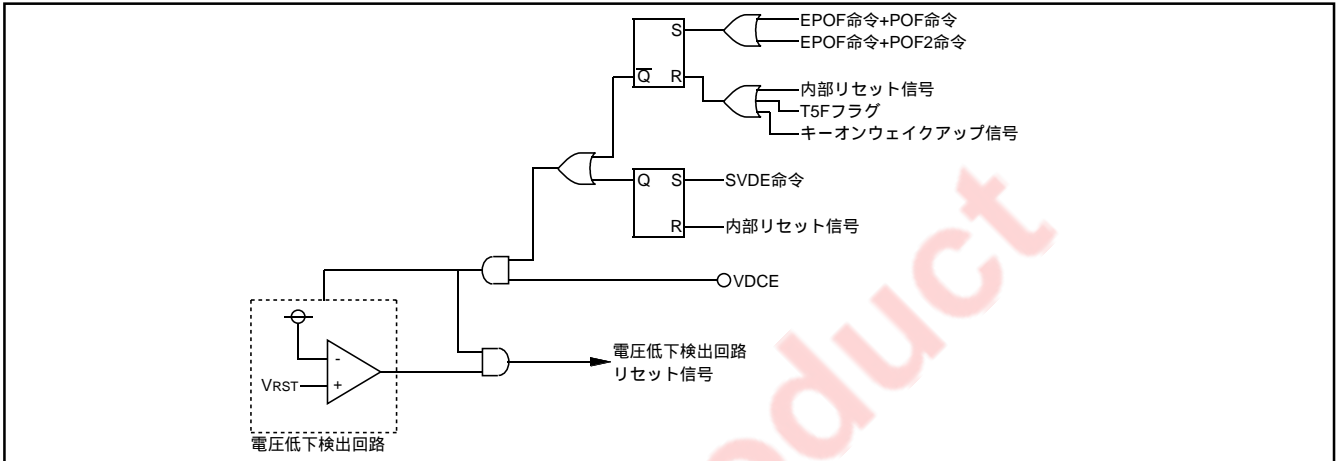 EPOF命令+POF命令
S
EPOF命令+POF2命令
Q R
内部リセット信号
T5Fフラグ
キーオンウェイクアップ信号
Q S
SVDE命令
R
内部リセット信号
VDCE
-
VRST
+
電圧低下検出回路
リセット信号
電圧低下検出回路
oduct